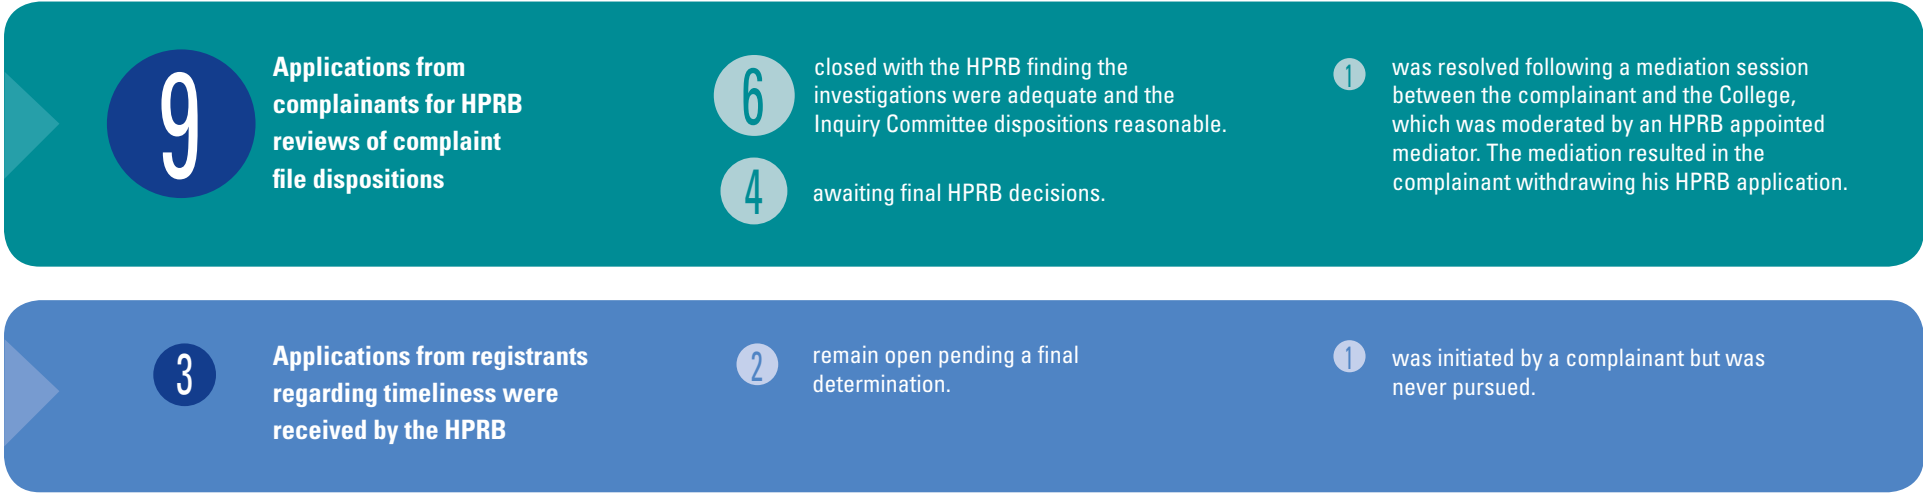 9
Applications from
complainants for HPRB
reviews of complaint
file dispositions
6
closed with the HPRB finding the
investigations were adequate and the
Inquiry Committee dispositions reasonable.
4
awaiting final HPRB decisions.
1
was resolved following a mediation session
between the complainant and the College,
which was moderated by an HPRB appointed
mediator. The mediation resulted in the
complainant withdrawing his HPRB application.
3
Applications from registrants
regarding timeliness were
received by the HPRB
2
remain open pending a final
determination.
1
was initiated by a complainant but was
never pursued.